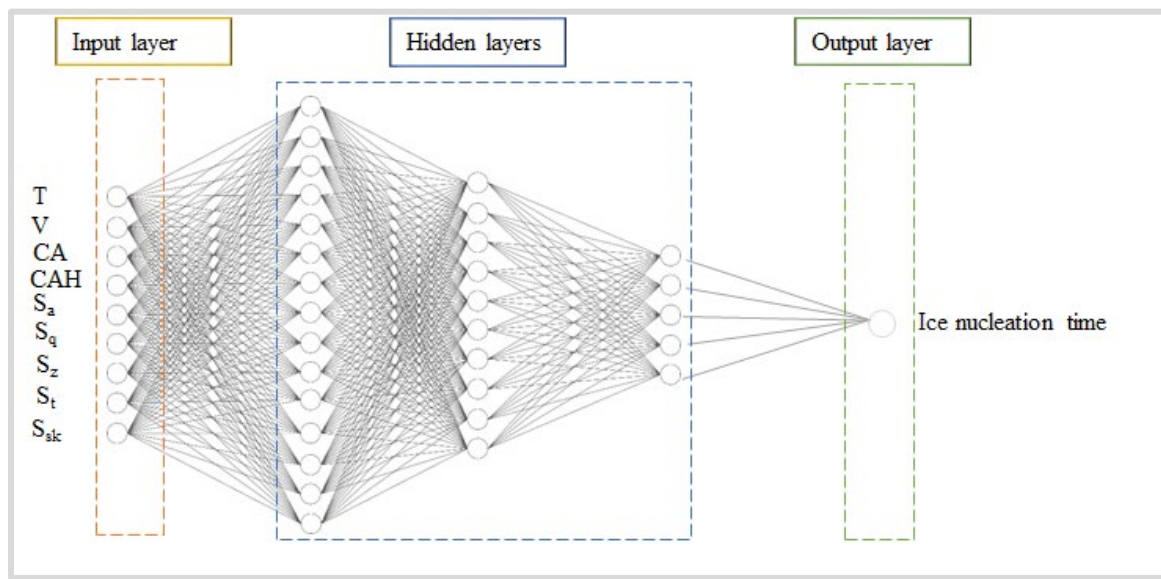 Input layer
Hidden layers
Output layer
T
V
CA
CAH
Sa
Sq
Sz
St
Ssk
Ice nucleation time